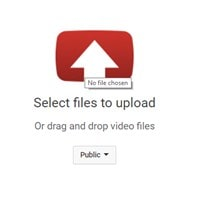 No file chosen
Select files to upload
Or drag and drop video files
Public